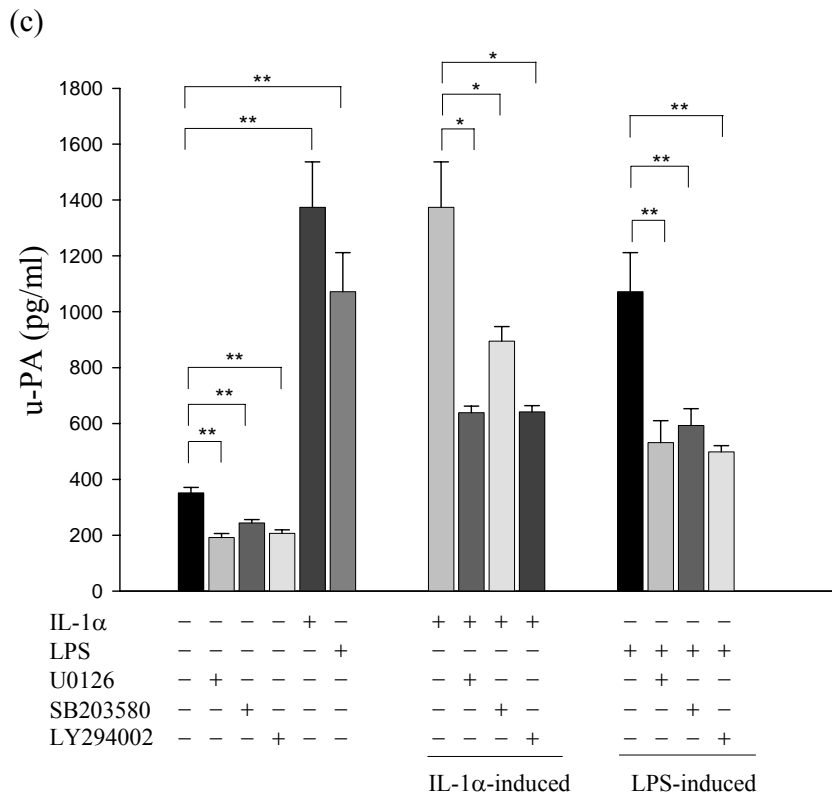 (c)
** 
**
*
*
*
**
**
**
**
**
**
**
**
1800
1600
1400
1200
1000
800
600
400
200
0
u-PA (pg/ml)
IL-1α − − − − + − + + + + − − − −
LPS − − − − − + − − − − + + + +
U0126 − + − − − − − + − − − + − −
SB203580 − − + − − − − − + − − − + −
LY294002 − − − + − − − − − + − − − +
IL-1α-induced LPS-induced